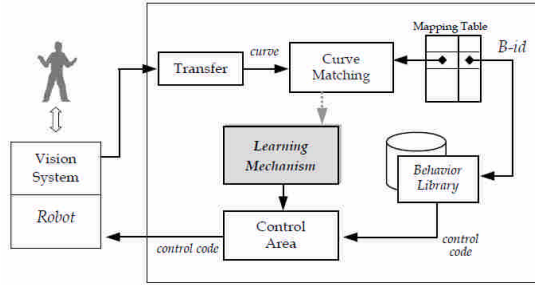 Mapping Table
B-id
curve
Transfer
Curve
Matching
Learning
Mechanism
Vision
System
Behavior
Library
Robot
Control
Area
control code
control
code